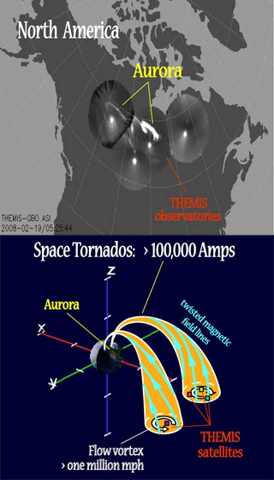 North America
Aurora
THEMIS
observatories
THEMIS-GBO ASI
2008-02-19/05:25:44
Space Tornados: > 100,000 Amps
Z
Aurora
twisted magnetic
field lines
X
y
THEMIS
satellites
Flow vortex
> one million mph